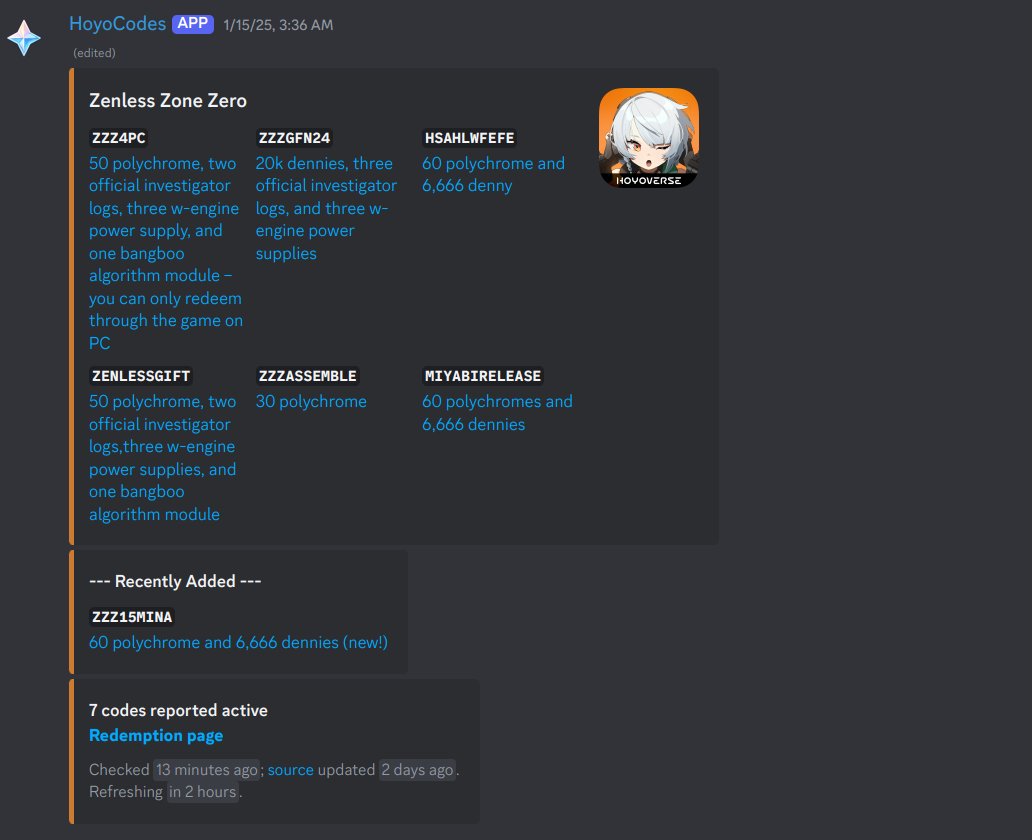 HoyoCodes APP 1/15/25, 3:36 AM
(edited)
Zenless Zone Zero
HOYOVERSE
ZZZ4PC
50 polychrome, two
official investigator
logs, three w-engine
power supply, and
one bangboo
algorithm module –
you can only redeem
through the game on
PC
ZZZGFN24
20k dennies, three
official investigator
logs, and three w-
engine power
supplies
HSAHLWFEFE
60 polychrome and
6,666 denny
ZENLESSGIFT
50 polychrome, two
official investigator
logs,three w-engine
power supplies, and
one bangboo
algorithm module
ZZZASSEMBLE
30 polychrome
MIYABIRELEASE
60 polychromes and
6,666 dennies
--- Recently Added ---
ZZZ15MINA
60 polychrome and 6,666 dennies (new!)
7 codes reported active
Redemption page
Checked 13 minutes ago; source updated 2 days ago.
Refreshing in 2 hours.